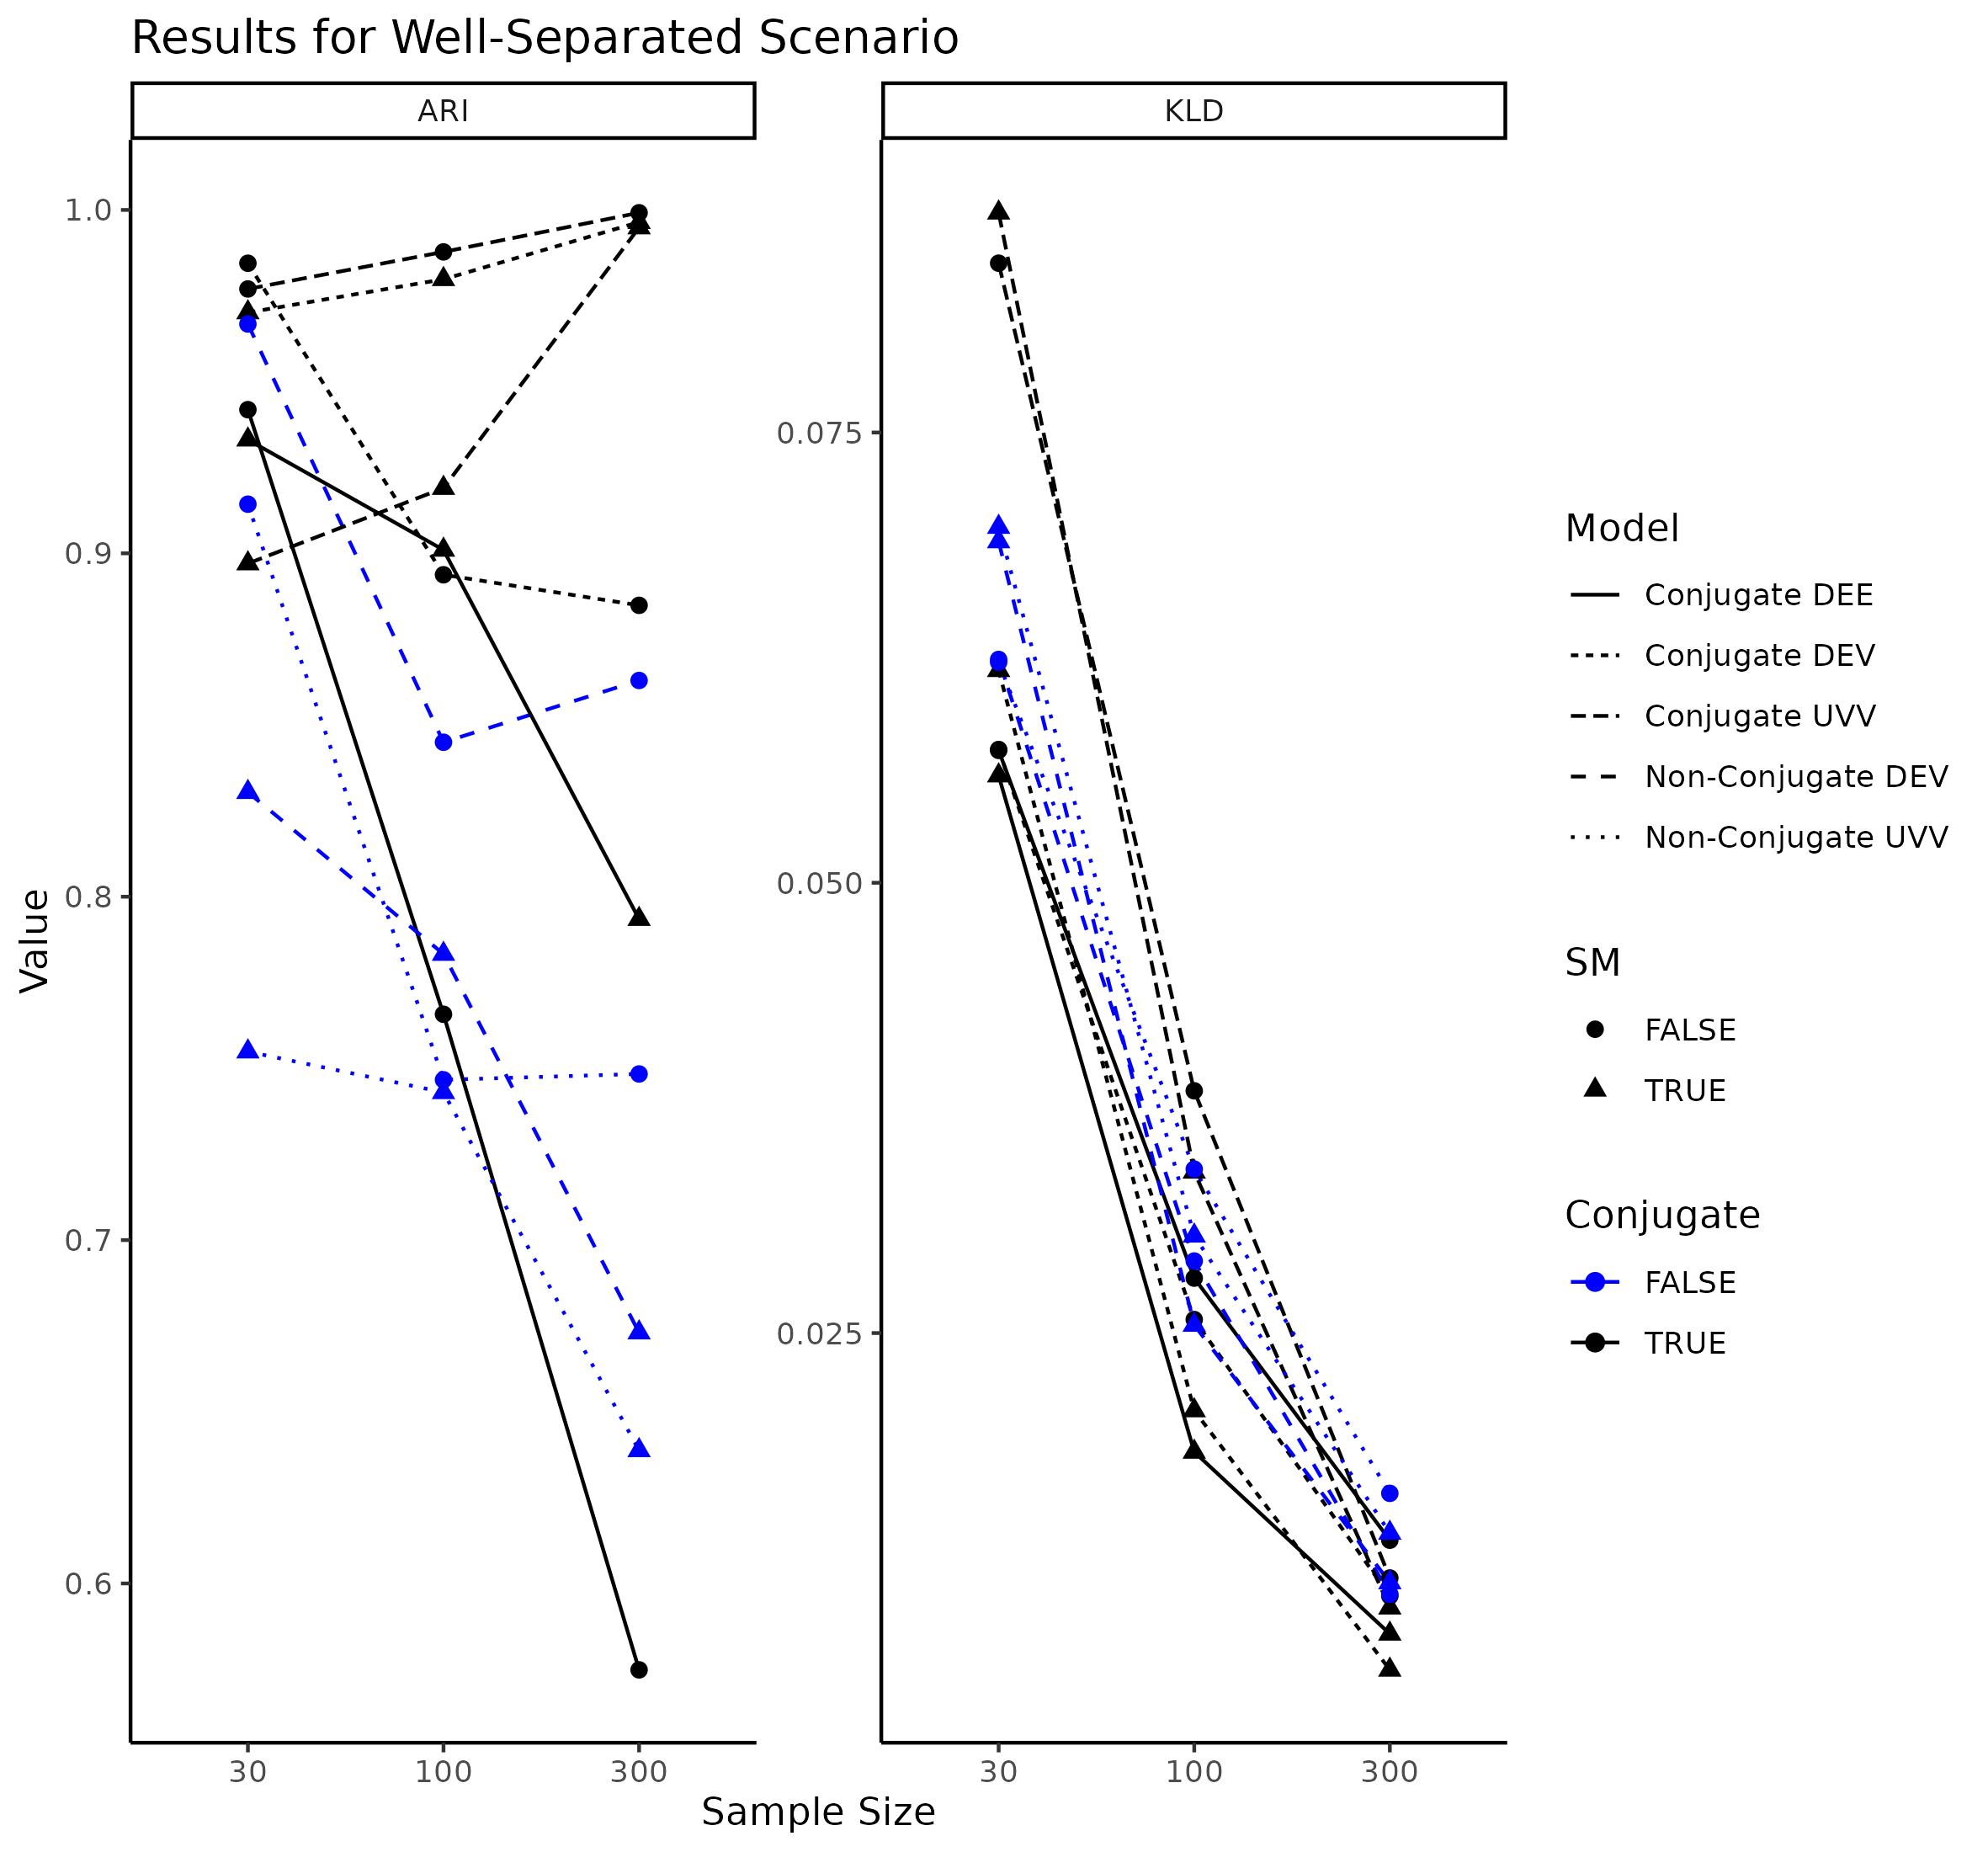 Results for Well-Separated Scenario
ARI
KLD
Value
1.0
0.9
0.8
0.7
0.6
0.075
0.050
0.025
30
100
300
30
100
300
Sample Size
Model
Conjugate DEE
Conjugate DEV
Conjugate UVV
Non-Conjugate DEV
Non-Conjugate UVV
SM
FALSE
TRUE
Conjugate
FALSE
TRUE